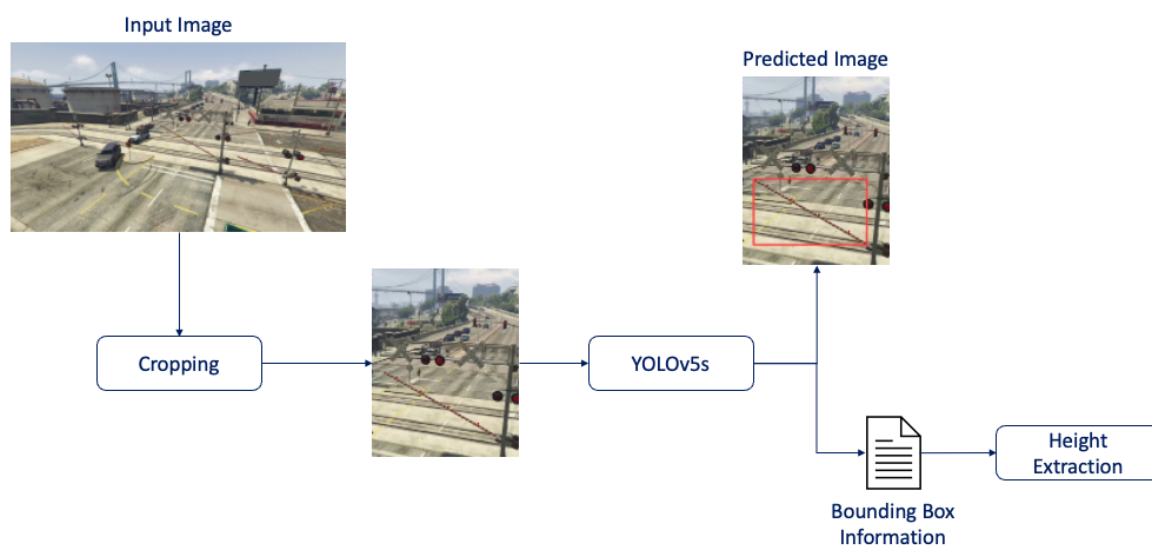 Input Image
Predicted Image
Cropping
YOLOv5s
Height
Extraction
Bounding Box
Information